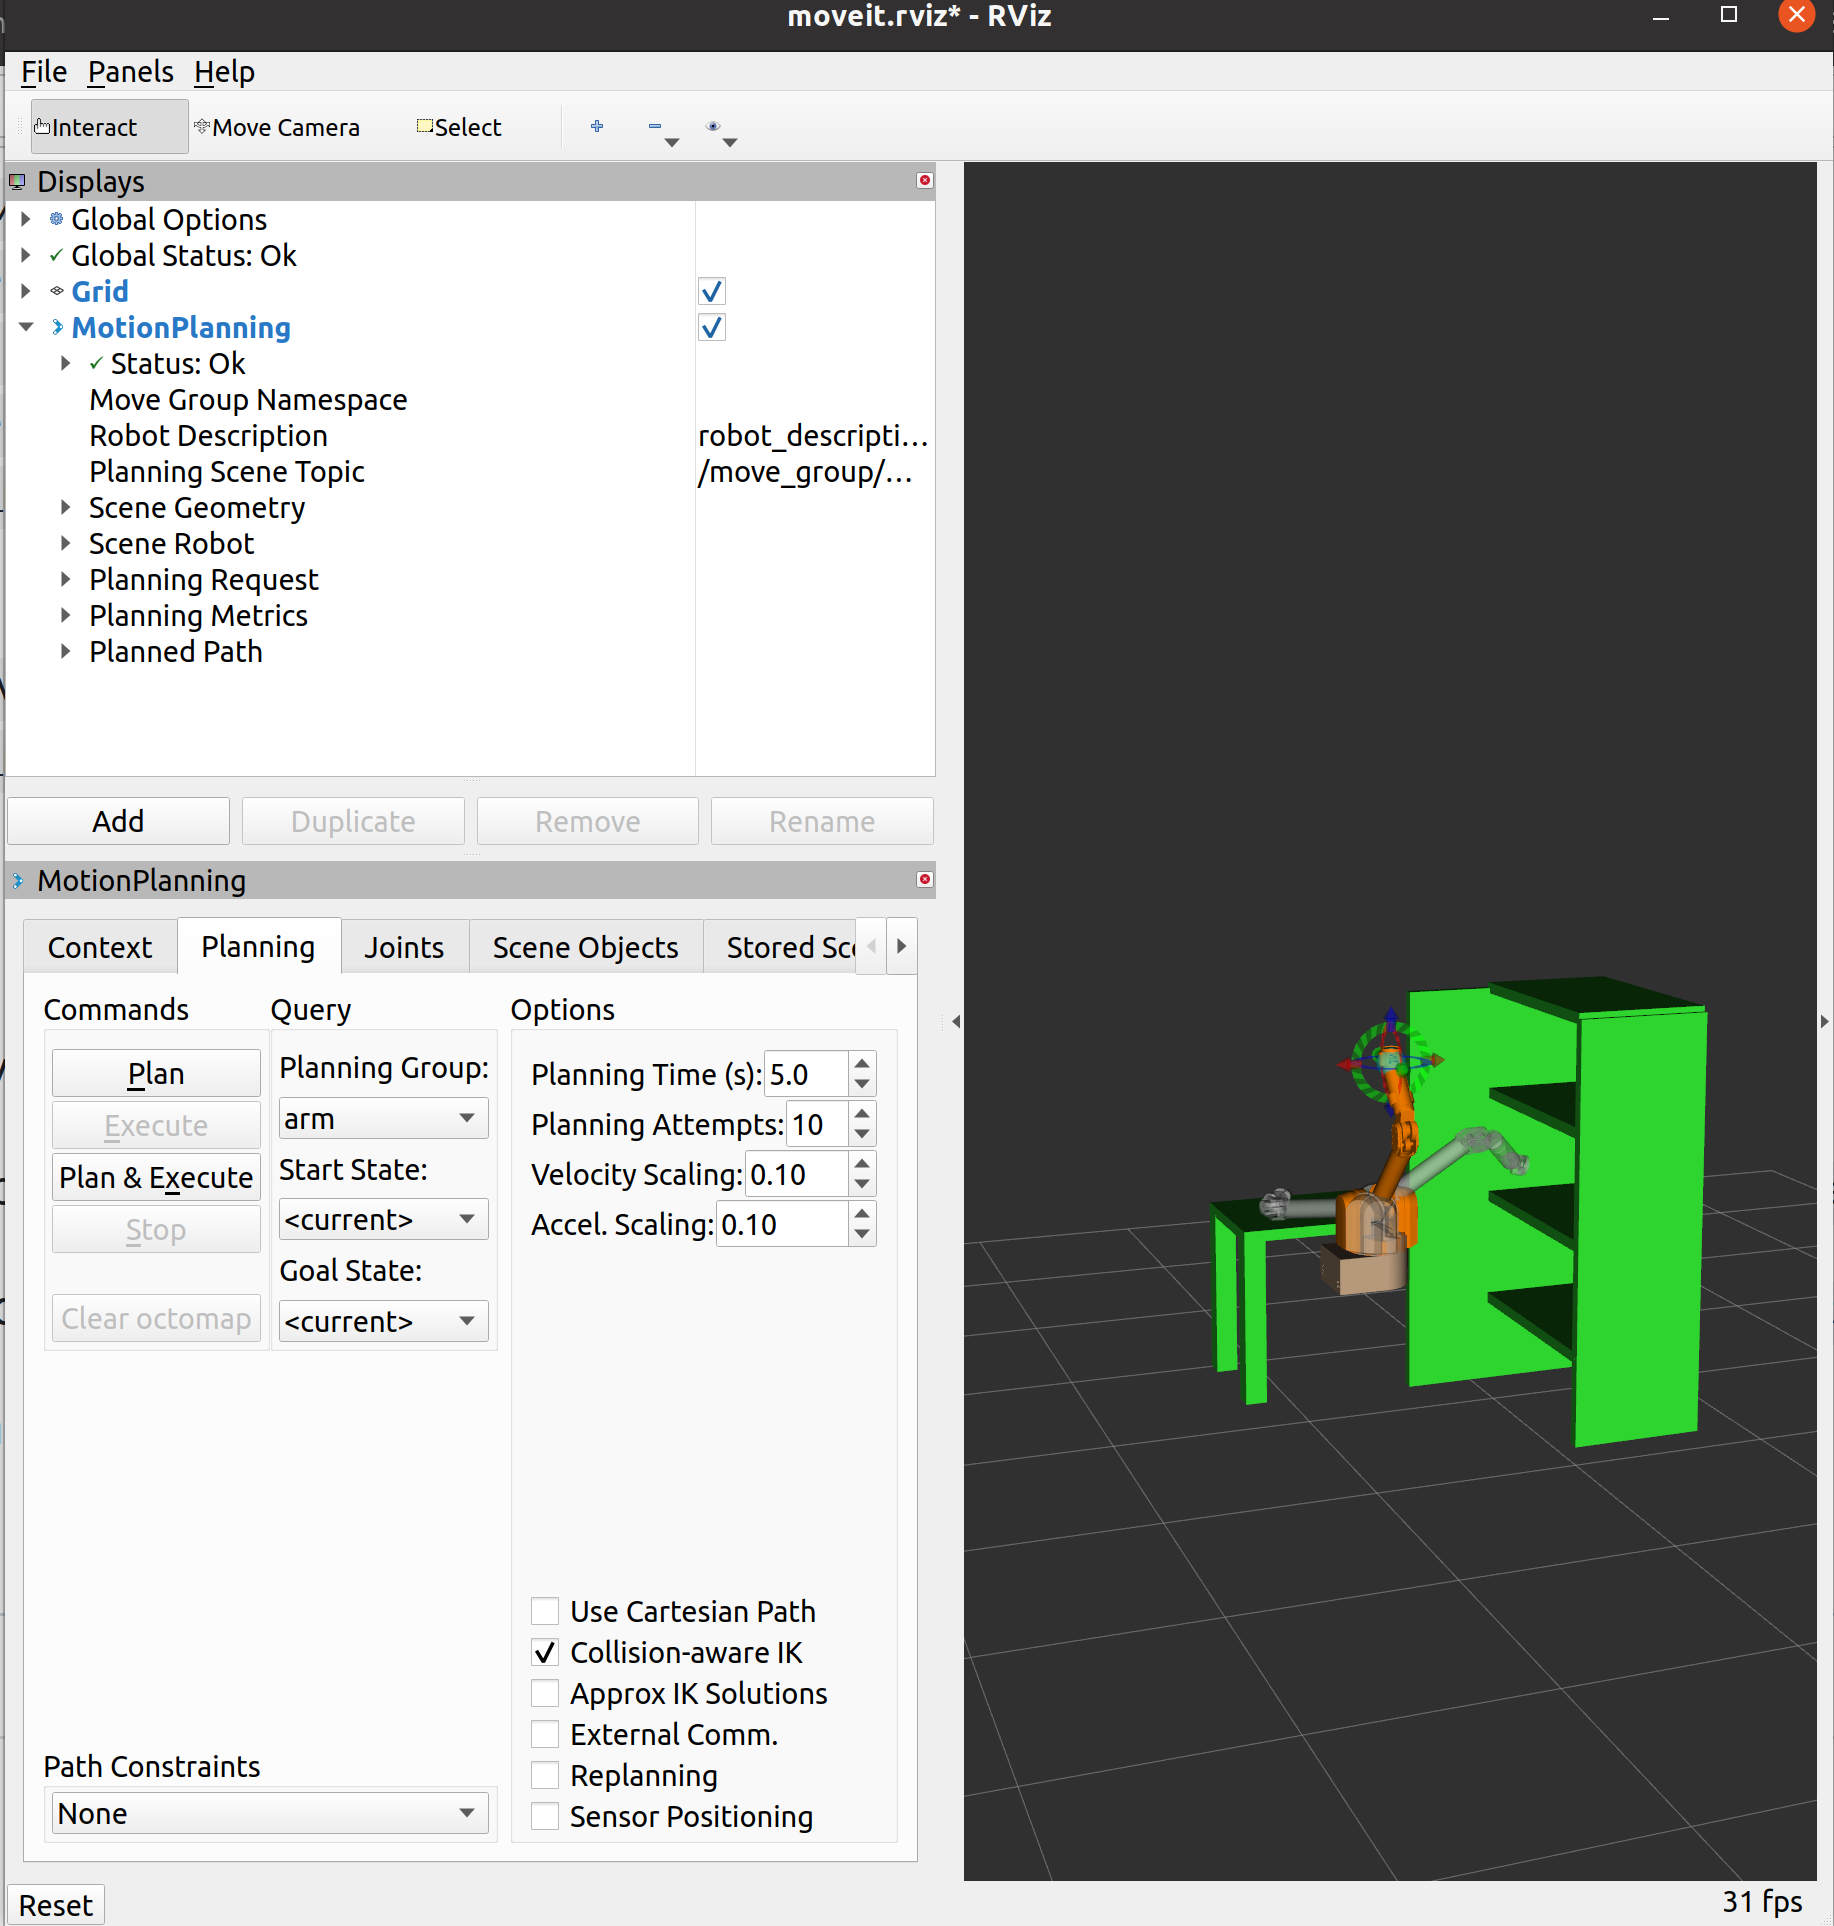 moveit.rviz* - RViz
File Panels Help
Interact Move Camera Select
Displays
Global Options
Global Status: Ok
Grid
MotionPlanning
Status: Ok
Move Group Namespace
Robot Description robot_descripti...
Planning Scene Topic /move_group/...
Scene Geometry
Scene Robot
Planning Request
Planning Metrics
Planned Path
Add Duplicate Remove Rename
MotionPlanning
Context Planning Joints Scene Objects Stored Sc
Commands
Plan
Execute
Plan & Execute
Stop
Clear octomap
Query
Planning Group:
arm
Start State:
<current>
Goal State:
<current>
Options
Planning Time (s): 5.0
Planning Attempts: 10
Velocity Scaling: 0.10
Accel. Scaling: 0.10
Use Cartesian Path
Collision-aware IK
Approx IK Solutions
External Comm.
Replanning
Sensor Positioning
Path Constraints
None
Reset
31 fps